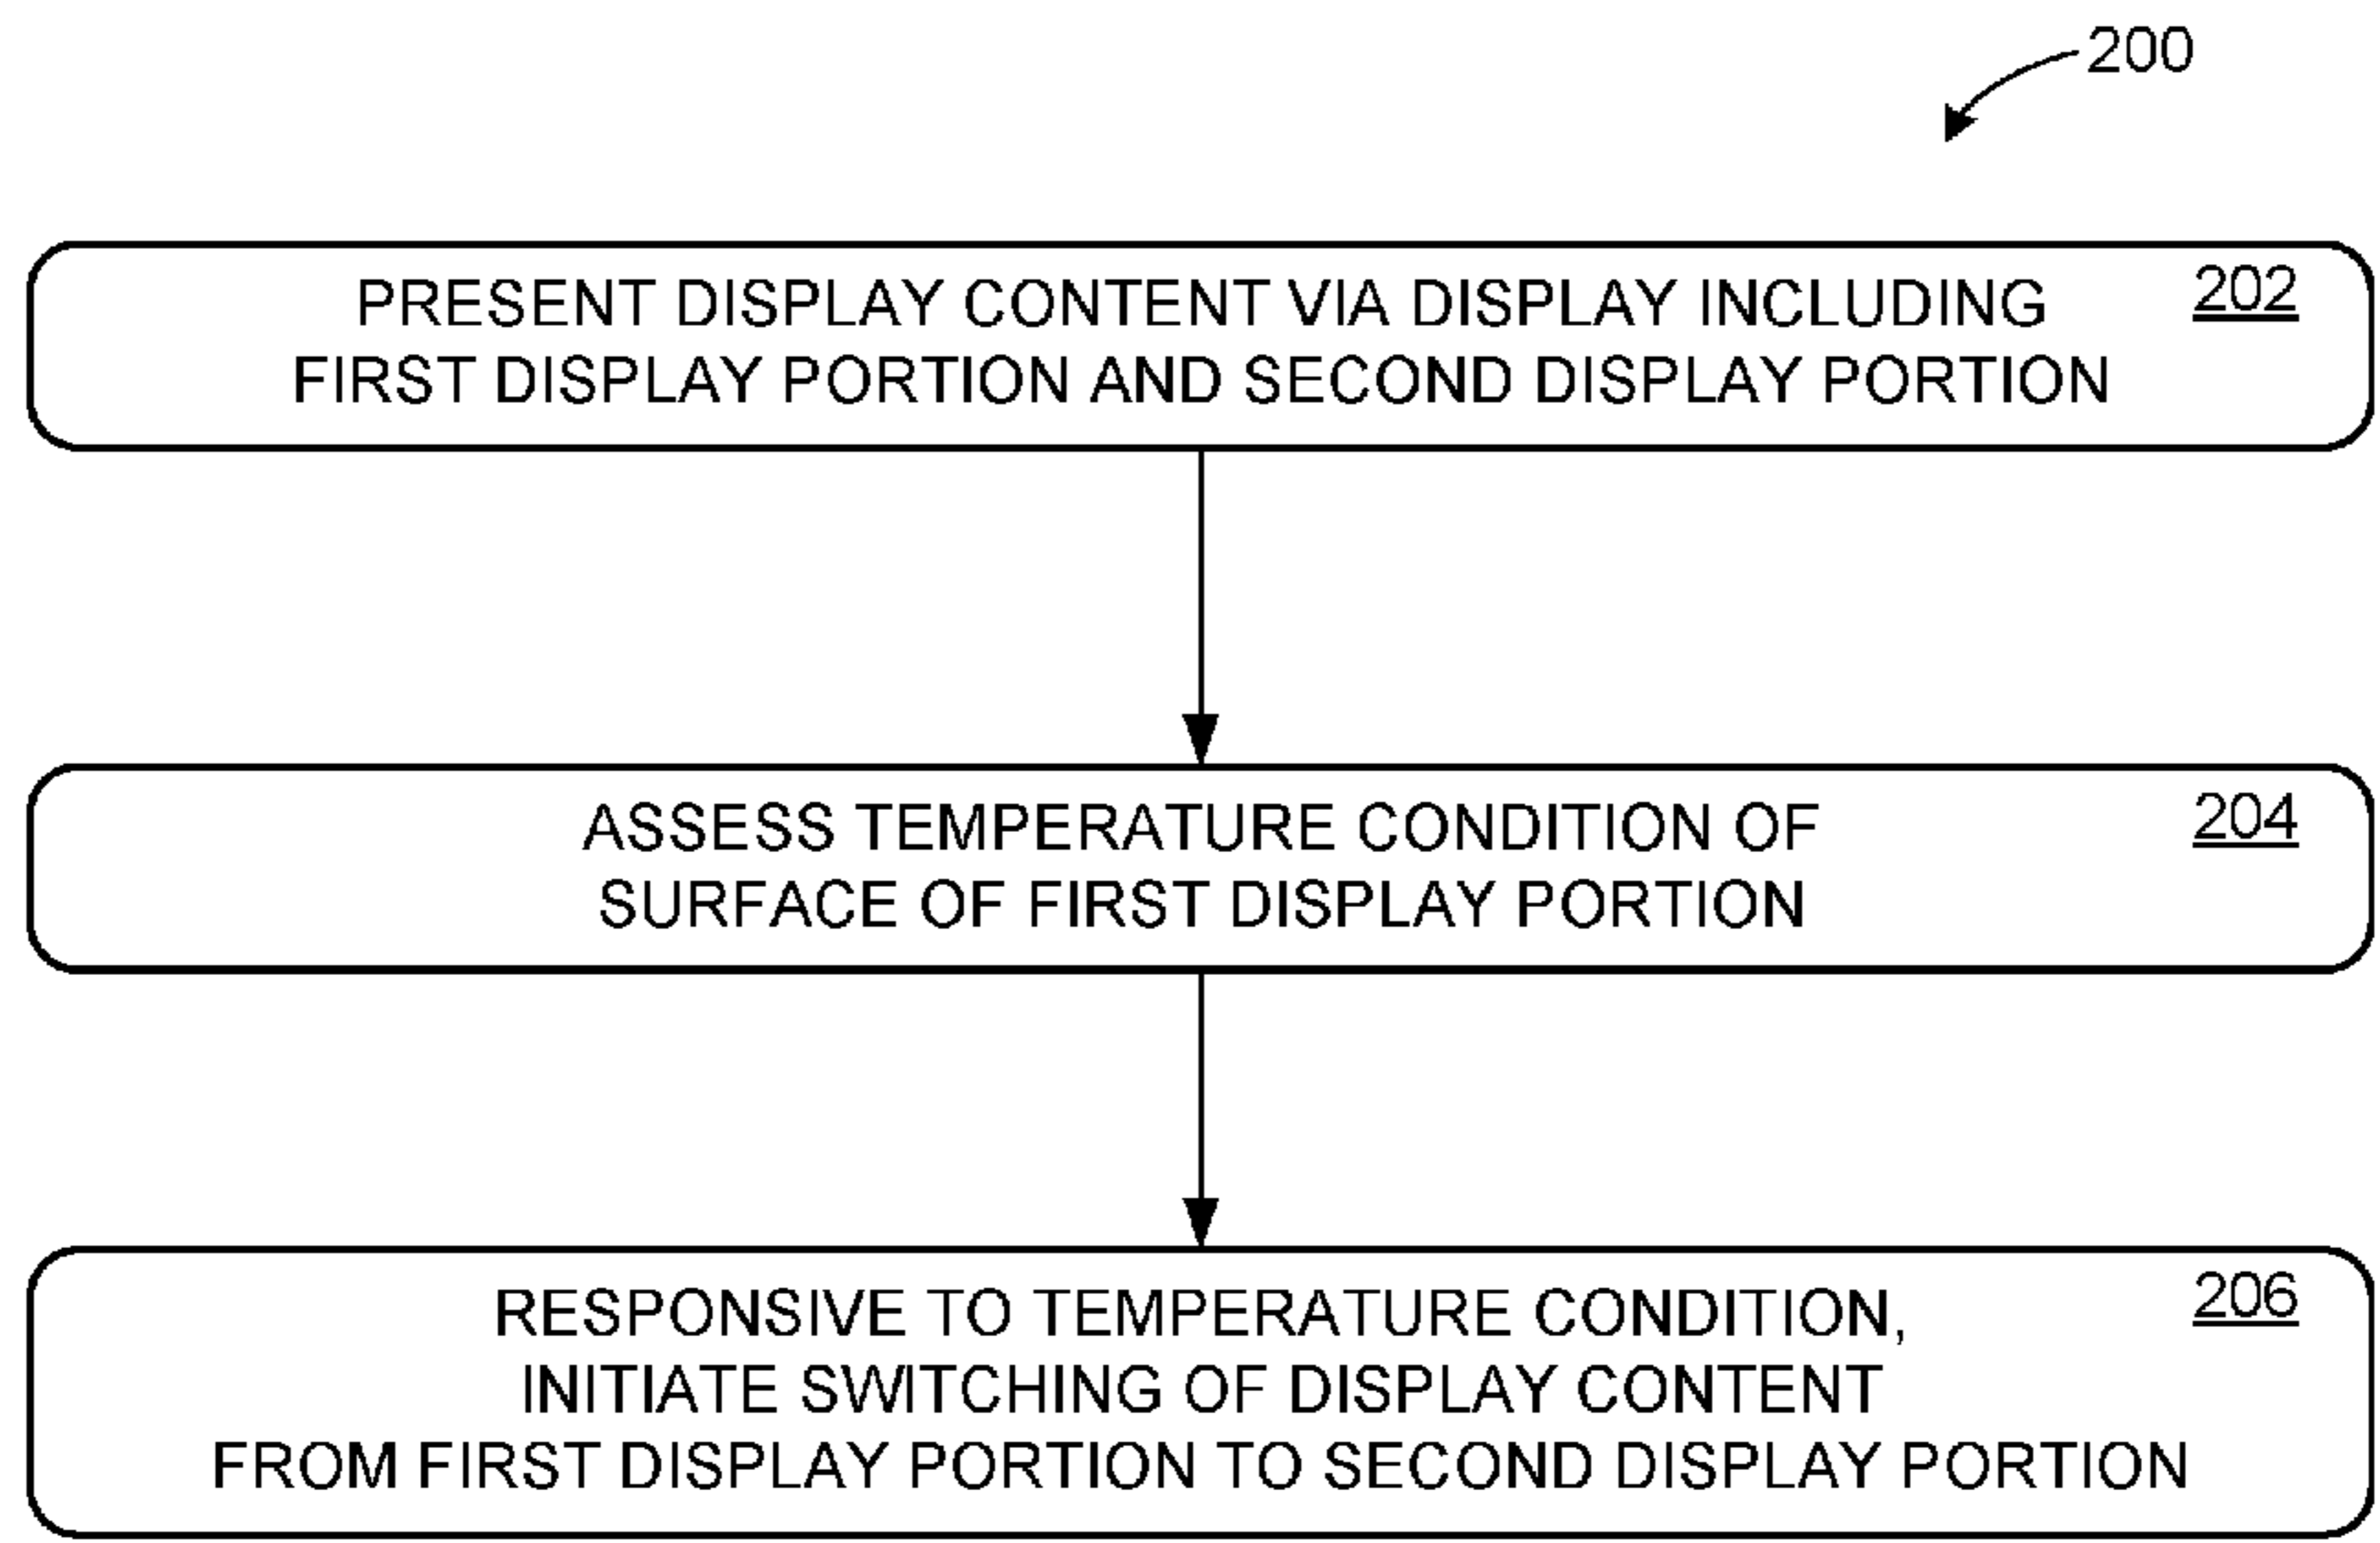 200
202
PRESENT DISPLAY CONTENT VIA DISPLAY INCLUDING
FIRST DISPLAY PORTION AND SECOND DISPLAY PORTION
204
ASSESS TEMPERATURE CONDITION OF
SURFACE OF FIRST DISPLAY PORTION
206
RESPONSIVE TO TEMPERATURE CONDITION,
INITIATE SWITCHING OF DISPLAY CONTENT
FROM FIRST DISPLAY PORTION TO SECOND DISPLAY PORTION